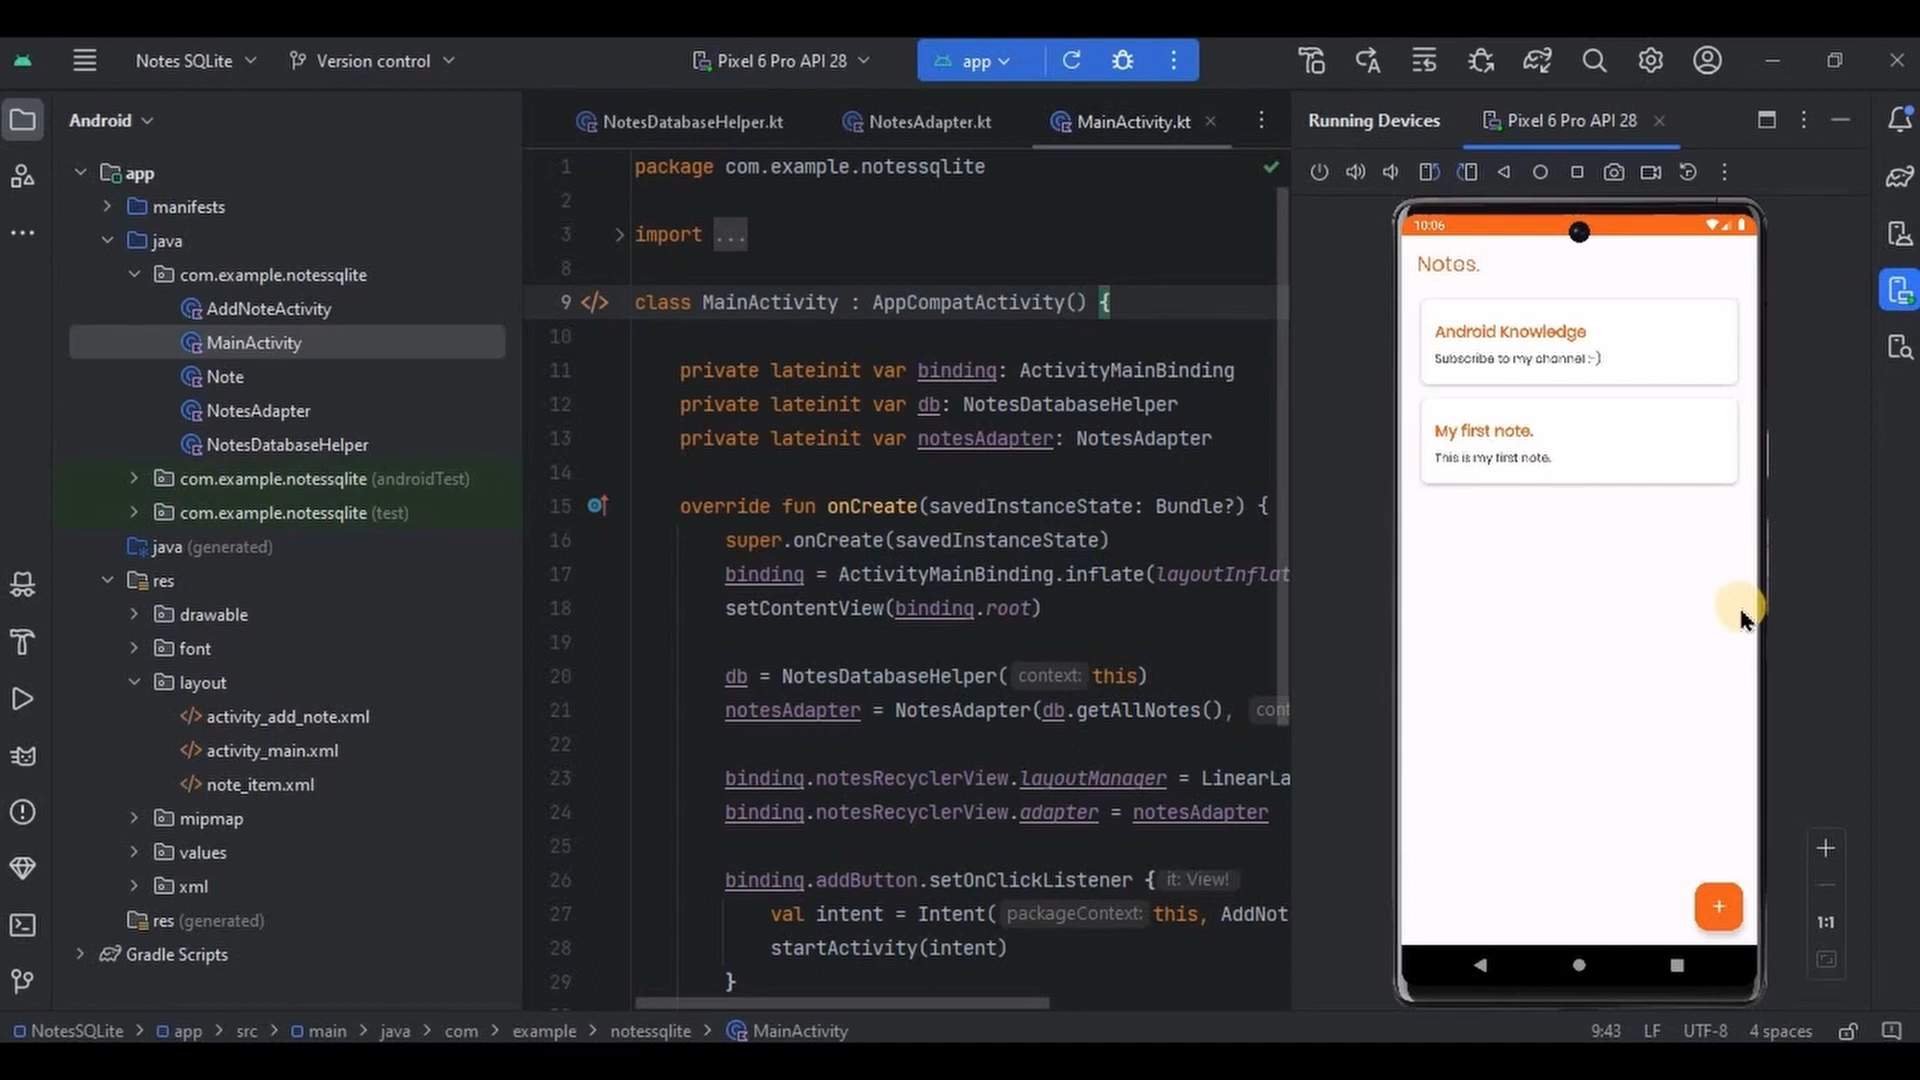 Notes SQLite
Version control
Pixel 6 Pro API 28
app
Android
app
manifests
java
com.example.notessqlite
AddNoteActivity
MainActivity
Note
NotesAdapter
NotesDatabaseHelper
com.example.notessqlite (androidTest)
com.example.notessqlite (test)
java (generated)
res
drawable
font
layout
activity_add_note.xml
activity_main.xml
note_item.xml
mipmap
values
xml
res (generated)
Gradle Scripts
NotesDatabaseHelper.kt
NotesAdapter.kt
MainActivity.kt
1 package com.example.notessqlite
2
3 import ...
8
9 class MainActivity : AppCompatActivity() {
10
11 private lateinit var binding: ActivityMainBinding
12 private lateinit var db: NotesDatabaseHelper
13 private lateinit var notesAdapter: NotesAdapter
14
15 override fun onCreate(savedInstanceState: Bundle?) {
16 super.onCreate(savedInstanceState)
17 binding = ActivityMainBinding.inflate(layoutInflat
18 setContentView(binding.root)
19
20 db = NotesDatabaseHelper( context: this)
21 notesAdapter = NotesAdapter(db.getAllNotes(), cont
22
23 binding.notesRecyclerView.layoutManager = LinearLa
24 binding.notesRecyclerView.adapter = notesAdapter
25
26 binding.addButton.setOnClickListener { it: View!
27 val intent = Intent( packageContext: this, AddNot
28 startActivity(intent)
29 }
Running Devices
Pixel 6 Pro API 28
10:06
Notes.
Android Knowledge
Subscribe to my channel :-)
My first note.
This is my first note.
+
1:1
NotesSQLite > app > src > main > java > com > example > notessqlite > MainActivity
9:43 LF UTF-8 4 spaces